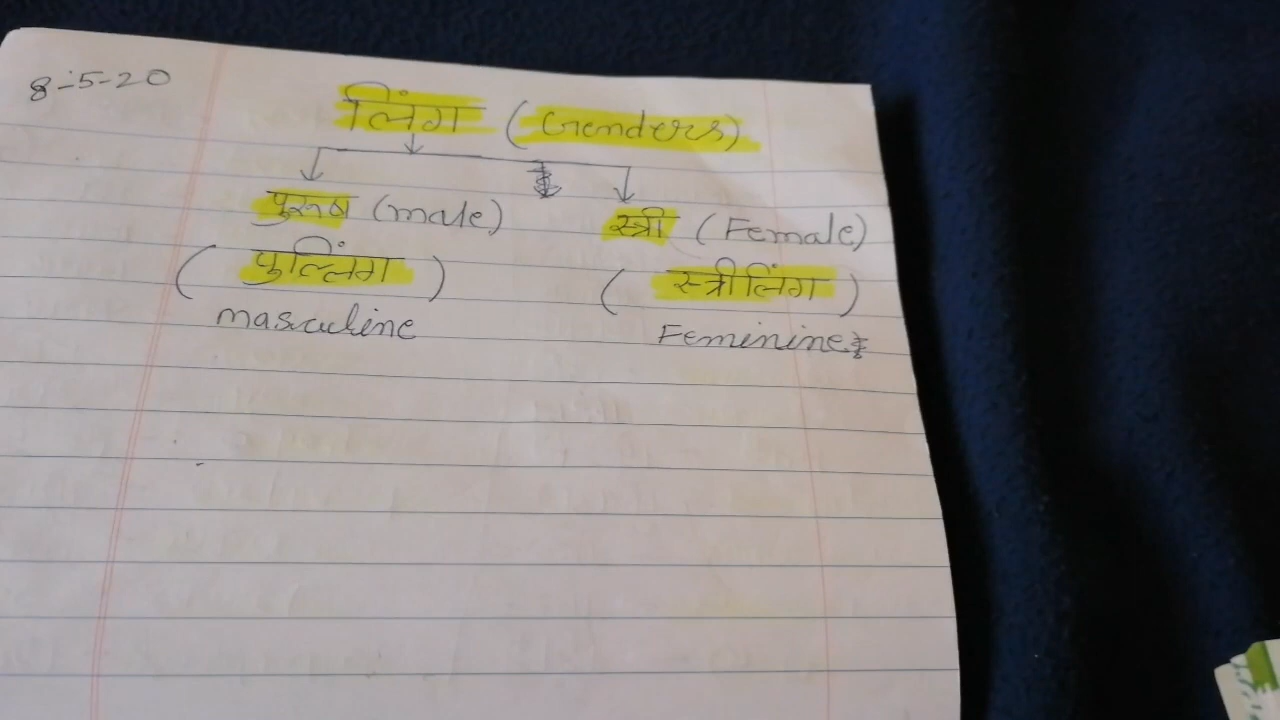 8-5-20
लिंग (Genders)
पुरूष (male) स्त्री (Female)
(पुल्लिंग) (स्त्रीलिंग)
masculine Feminine